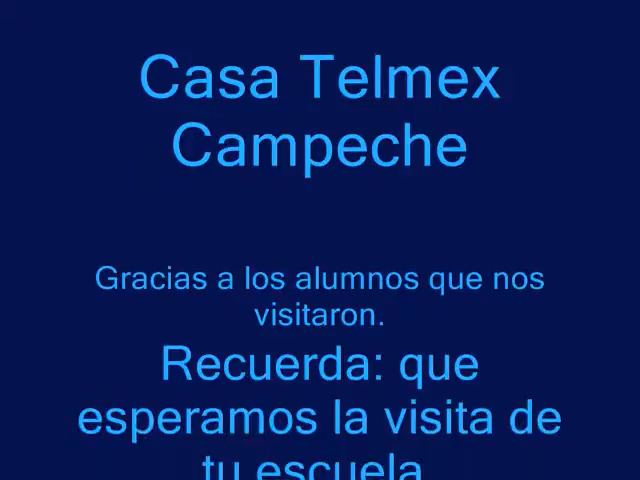 Casa Telmex
Campeche
Gracias a los alumnos que nos
visitaron.
Recuerda: que
esperamos la visita de
tu escuela